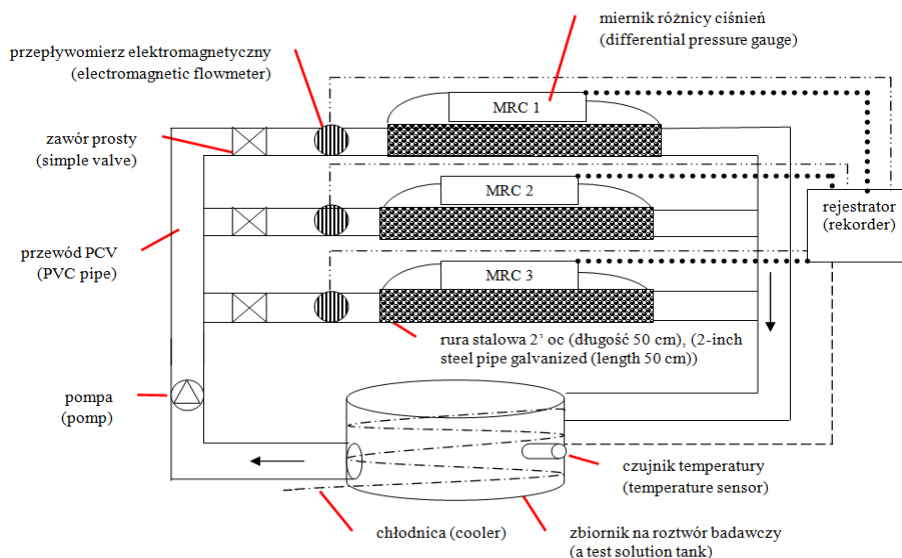 miernik różnicy ciśnień
(differential pressure gauge)
przepływomierz elektromagnetyczny
(electromagnetic flowmeter)
MRC 1
zawór prosty
(simple valve)
MRC 2
rejestrator
(rekorder)
przewód PCV
(PVC pipe)
MRC 3
rura stalowa 2" oc (długość 50 cm), (2-inch
steel pipe galvanized (length 50 cm))
pompa
(pomp)
czujnik temperatury
(temperature sensor)
chłodnica (cooler)
zbiornik na roztwór badawczy
(a test solution tank)